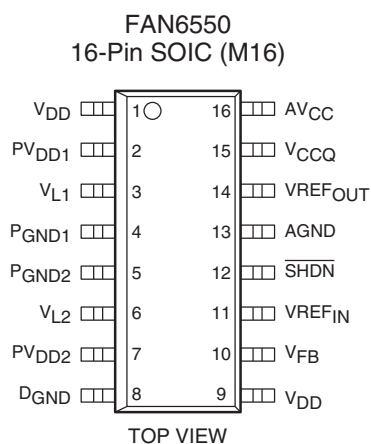 FAN6550
16-Pin SOIC (M16)
VDD 1 16 AVCC
PVDD1 2 15 VCCQ
VL1 3 14 VREFOUT
PGND1 4 13 AGND
PGND2 5 12 SHDN
VL2 6 11 VREFIN
PVDD2 7 10 VFB
DGND 8 9 VDD
TOP VIEW